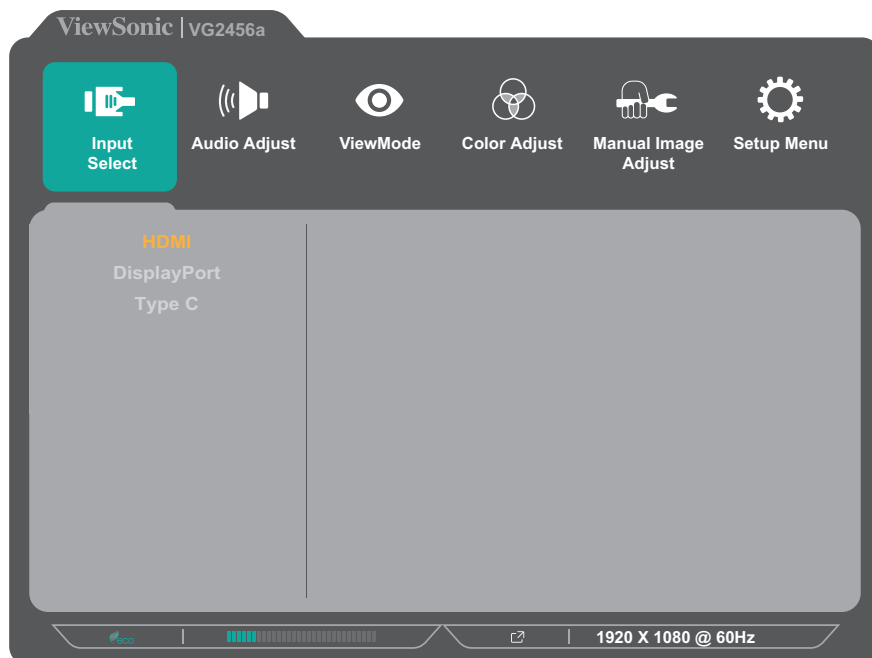 ViewSonic | VG2456a
Input
Select
Audio Adjust
ViewMode
Color Adjust
Manual Image
Adjust
Setup Menu
HDMI
DisplayPort
Type C
eco
1920 X 1080 @ 60Hz